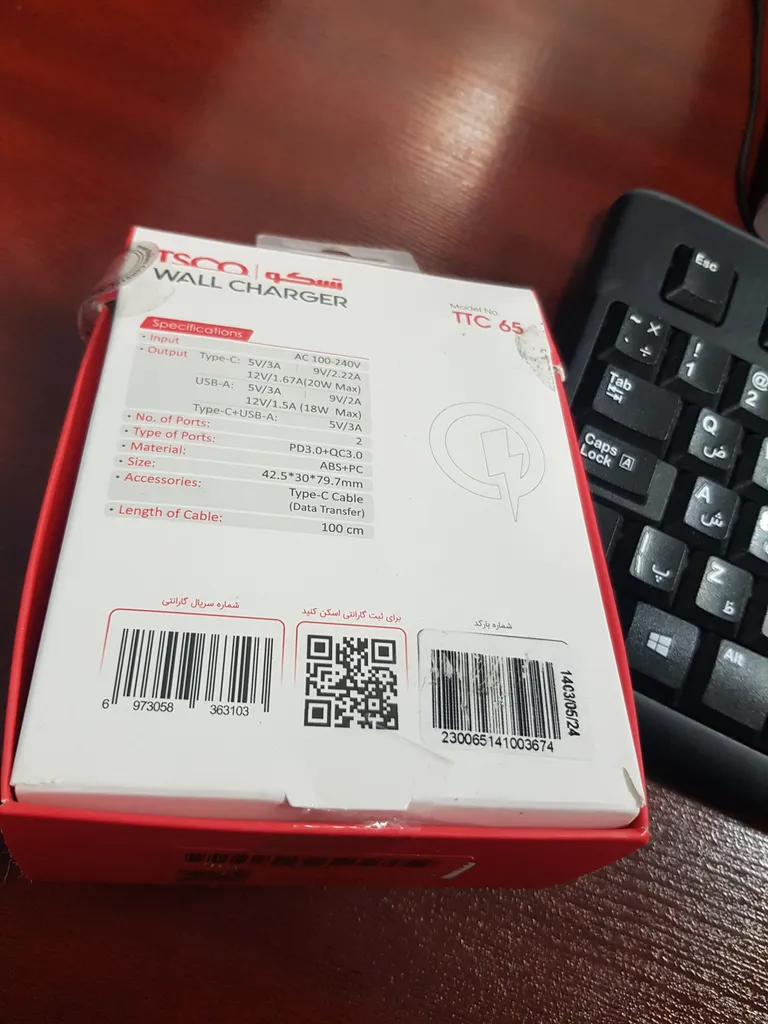 TSCO | تسکو
WALL CHARGER
Model No.
TTC 65
Specifications
• Input AC 100-240V
• Output Type-C: 5V/3A | 9V/2.22A
12V/1.67A(20W Max)
USB-A: 5V/3A | 9V/2A
12V/1.5A (18W Max)
Type-C+USB-A: 5V/3A
• No. of Ports: 2
• Type of Ports: PD3.0+QC3.0
• Material: ABS+PC
• Size: 42.5*30*79.7mm
• Accessories: Type-C Cable
(Data Transfer)
• Length of Cable: 100 cm
شماره سریال گارانتی
برای ثبت گارانتی اسکن کنید
شماره بارکد
6 973058 363103
230065141003674
1403/05/24
Esc
~ × ÷
! 1
@ 2
Tab
Q ض
Caps Lock A
A ش
پ
Z ظ
Alt